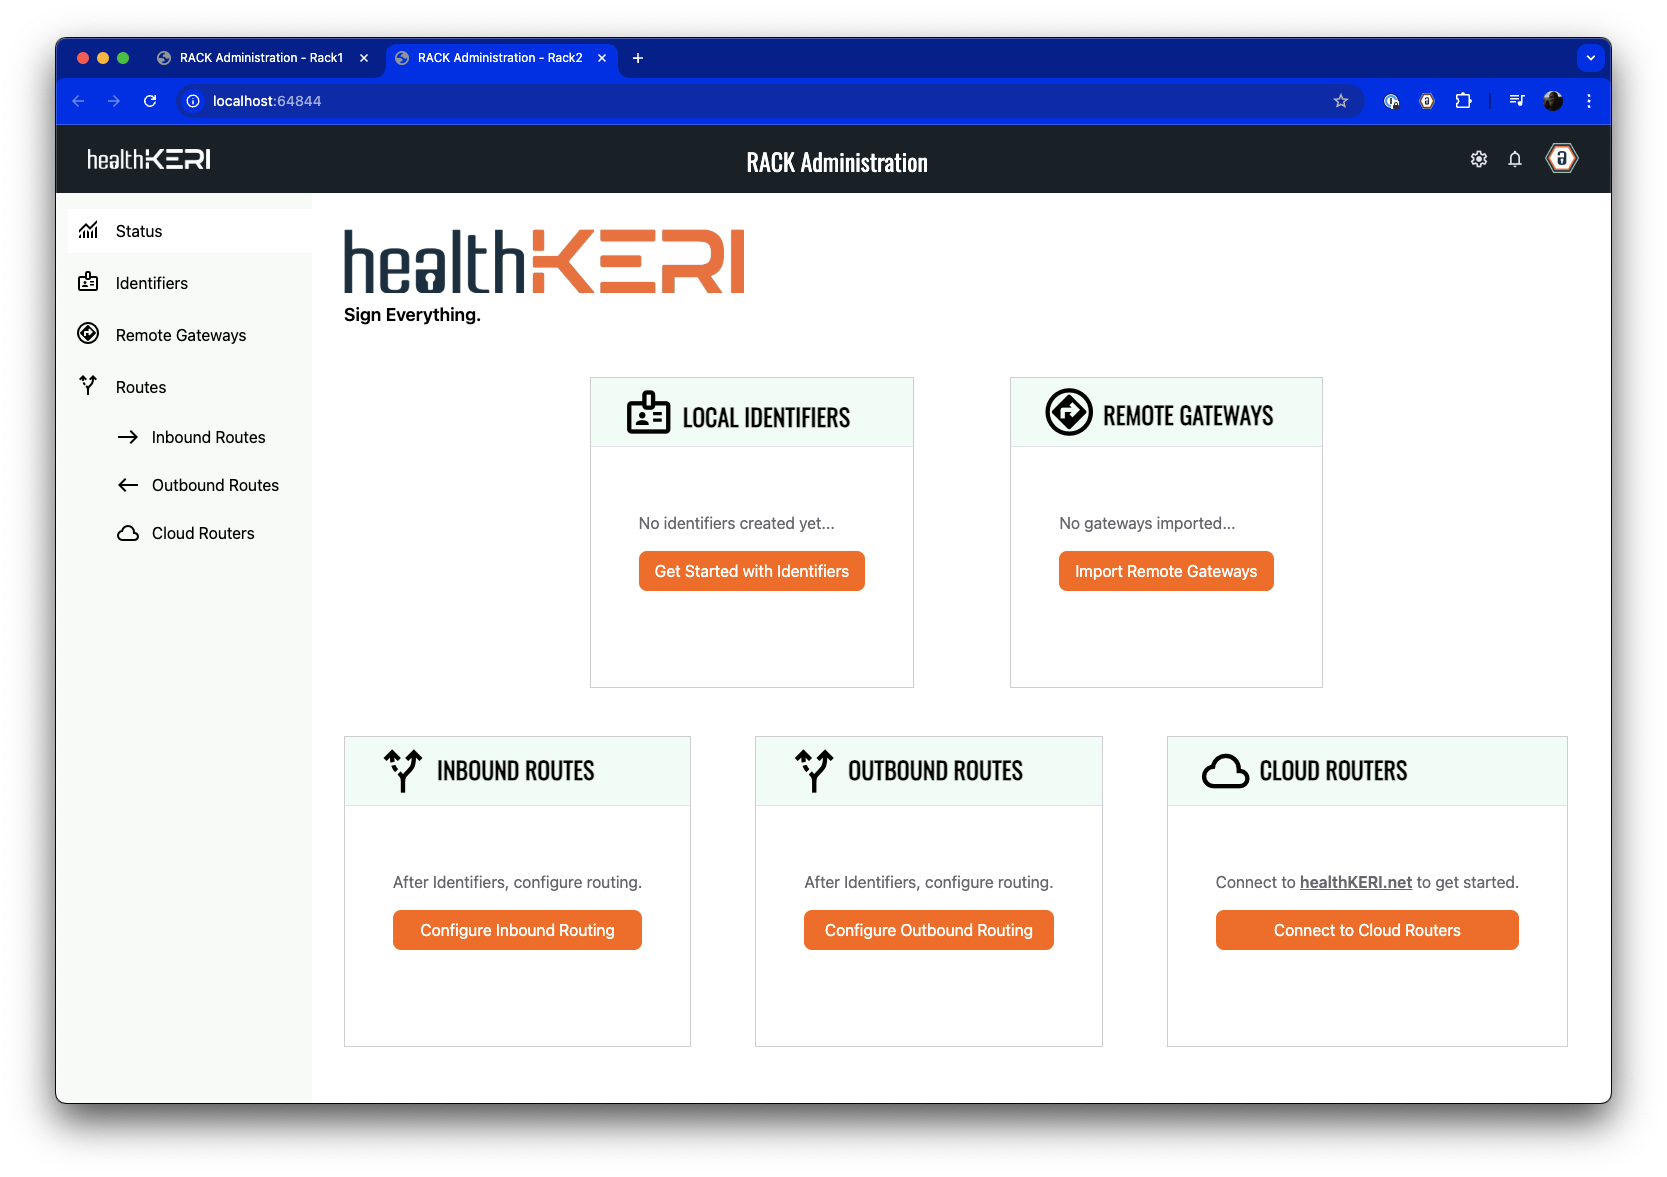 RACK Administration - Rack1
RACK Administration - Rack2
localhost:64844
healthKERI
RACK Administration
Status
Identifiers
Remote Gateways
Routes
Inbound Routes
Outbound Routes
Cloud Routers
healthKERI
Sign Everything.
LOCAL IDENTIFIERS
No identifiers created yet...
Get Started with Identifiers
REMOTE GATEWAYS
No gateways imported...
Import Remote Gateways
INBOUND ROUTES
After Identifiers, configure routing.
Configure Inbound Routing
OUTBOUND ROUTES
After Identifiers, configure routing.
Configure Outbound Routing
CLOUD ROUTERS
Connect to healthKERI.net to get started.
Connect to Cloud Routers